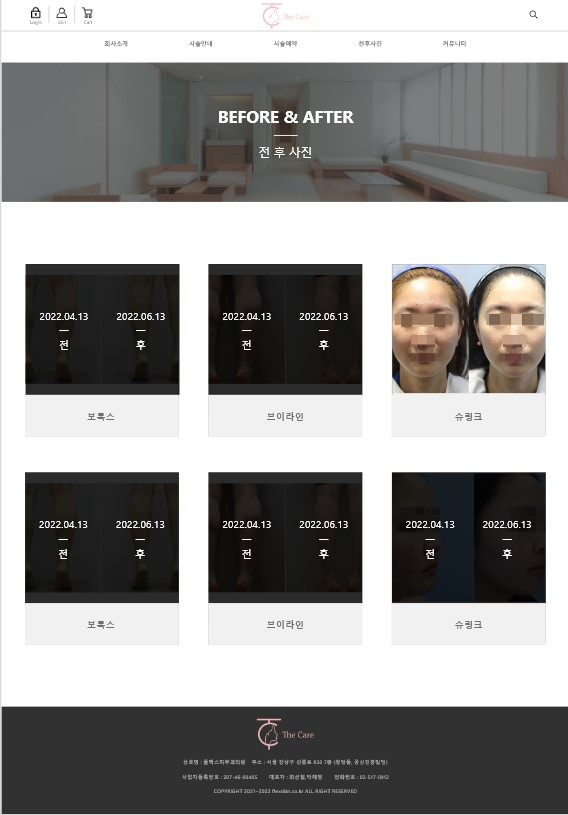 Login Join Cart
The Care
회사소개 시술안내 시술예약 전후사진 커뮤니티
BEFORE & AFTER
전 후 사진
2022.04.13 2022.06.13 2022.04.13 2022.06.13
전 후 전 후
보톡스 브이라인 슈링크
2022.04.13 2022.06.13 2022.04.13 2022.06.13 2022.04.13 2022.06.13
전 후 전 후 전 후
보톡스 브이라인 슈링크
The Care
상호명 : 플렉스피부과의원 주소 : 서울 강남구 선릉로 830 7층 (청담동,
사업자등록번호 : 207-46-00405 대표자 : 전화번호 : 02-517-0912
COPYRIGHT 2021-2022 flexskin.co.kr ALL RIGHT RESERVED